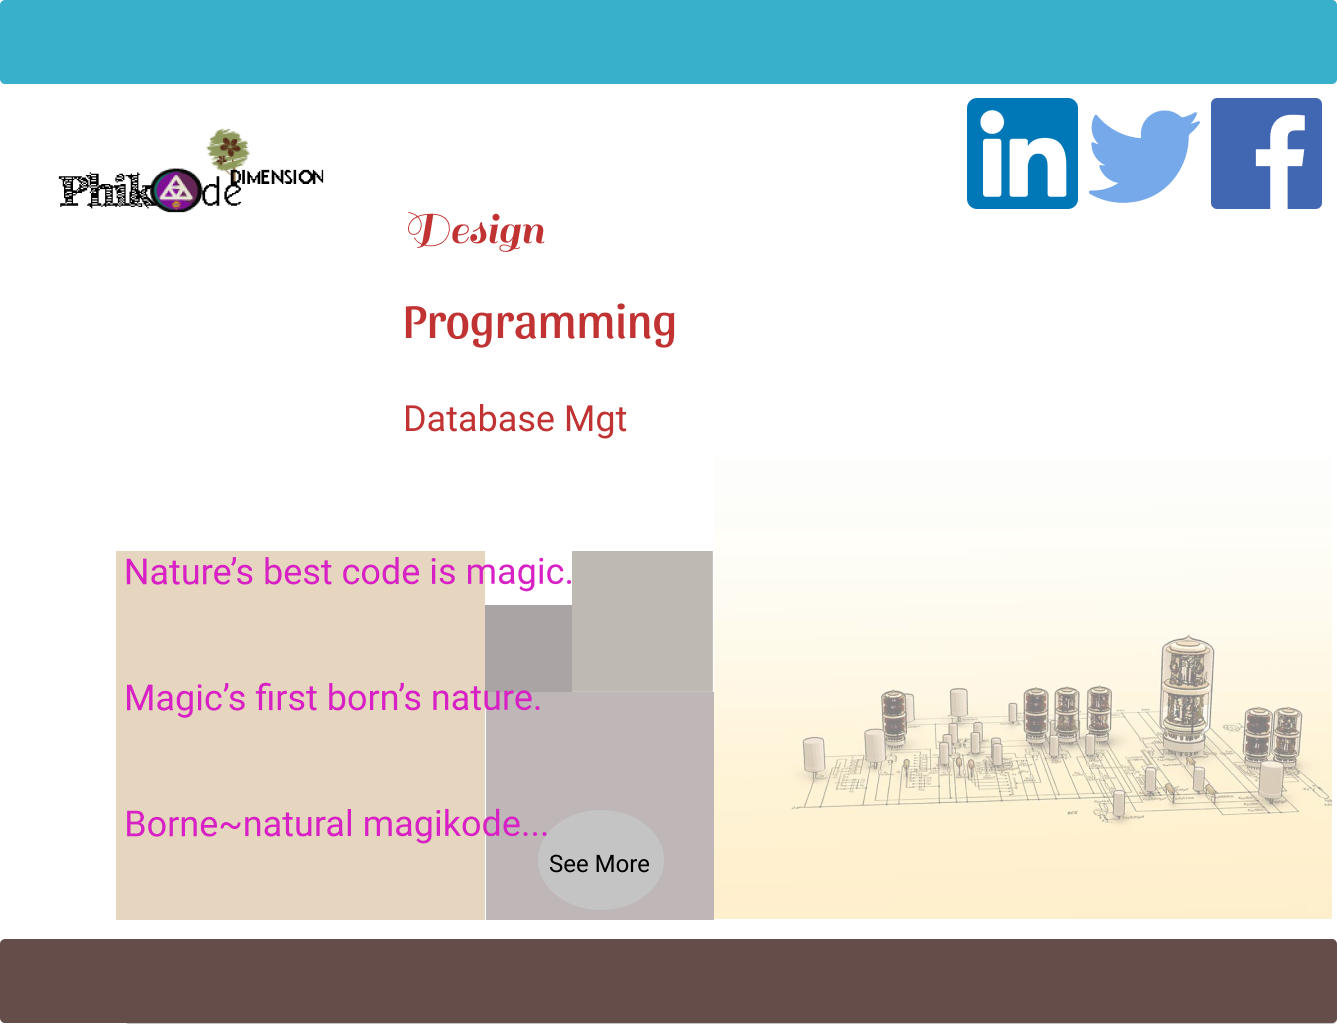 Phikode DIMENSION
in
f
Design
Programming
Database Mgt
Nature’s best code is magic.
Magic’s first born’s nature.
Borne~natural magikode...
See More